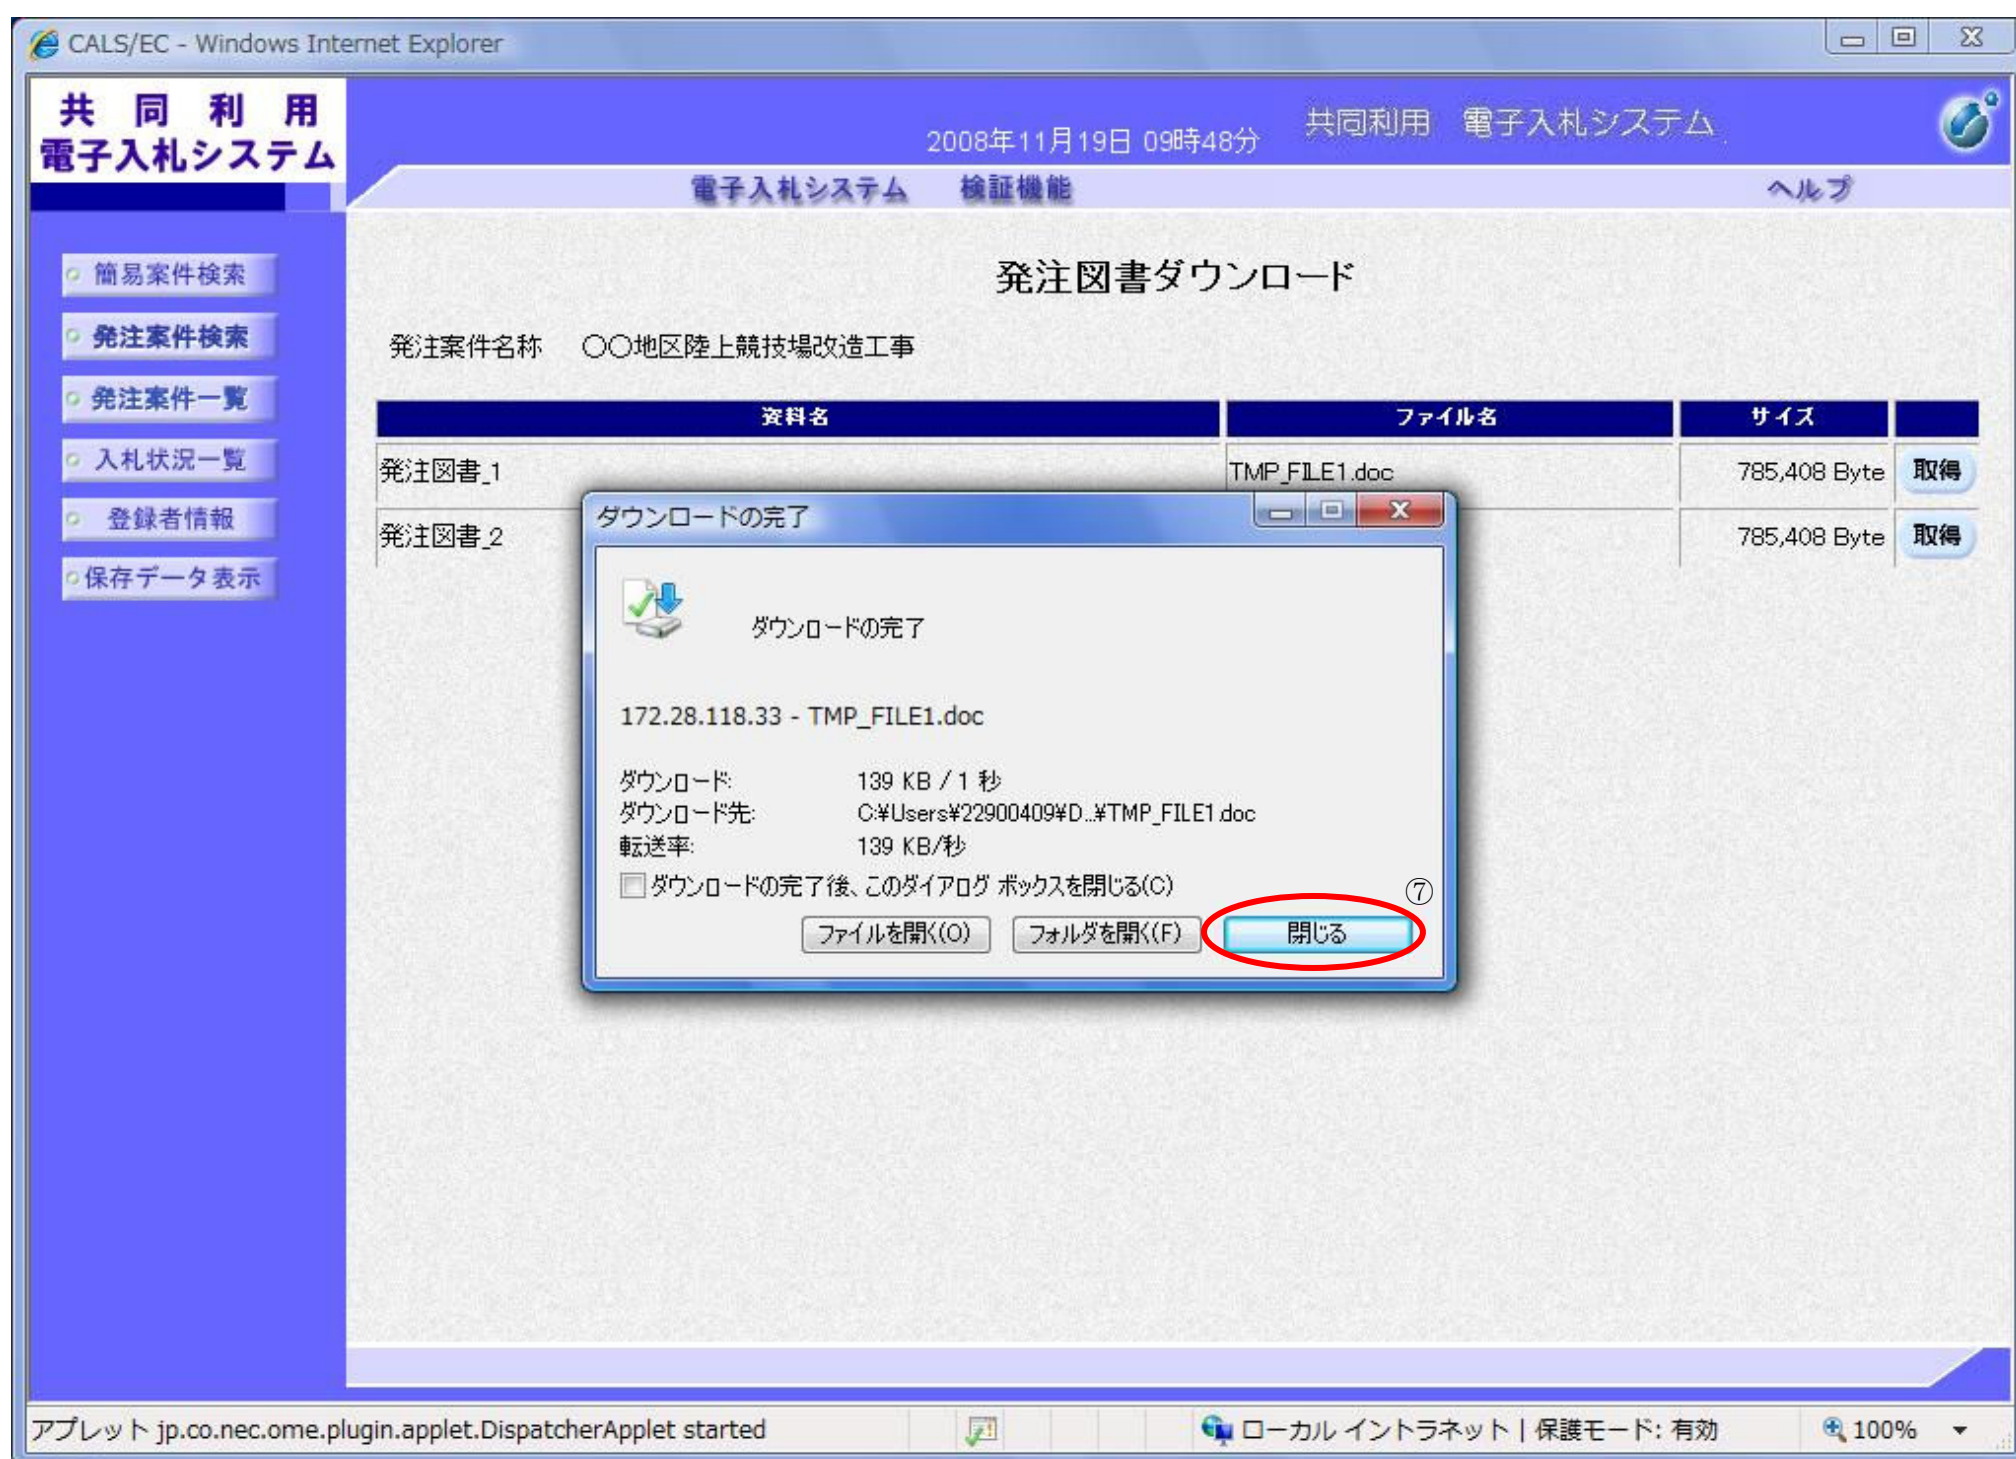 CALS/EC - Windows Internet Explorer
共同利用
電子入札システム
2008年11月19日 09時48分
共同利用 電子入札システム
電子入札システム 検証機能 ヘルプ
簡易案件検索
発注案件検索
発注案件一覧
入札状況一覧
登録者情報
保存データ表示
発注図書ダウンロード
発注案件名称 〇〇地区陸上競技場改造工事
資料名 ファイル名 サイズ
発注図書_1 TMP_FILE1.doc 785,408 Byte 取得
発注図書_2 785,408 Byte 取得
ダウンロードの完了
ダウンロードの完了
172.28.118.33 - TMP_FILE1.doc
ダウンロード: 139 KB / 1 秒
ダウンロード先: C:¥Users¥22900409¥D..¥TMP_FILE1.doc
転送率: 139 KB/秒
ダウンロードの完了後、このダイアログ ボックスを閉じる(C)
⑦
ファイルを開く(O) フォルダを開く(F) 閉じる
アプレット jp.co.nec.ome.plugin.applet.DispatcherApplet started
ローカル イントラネット | 保護モード: 有効
100%